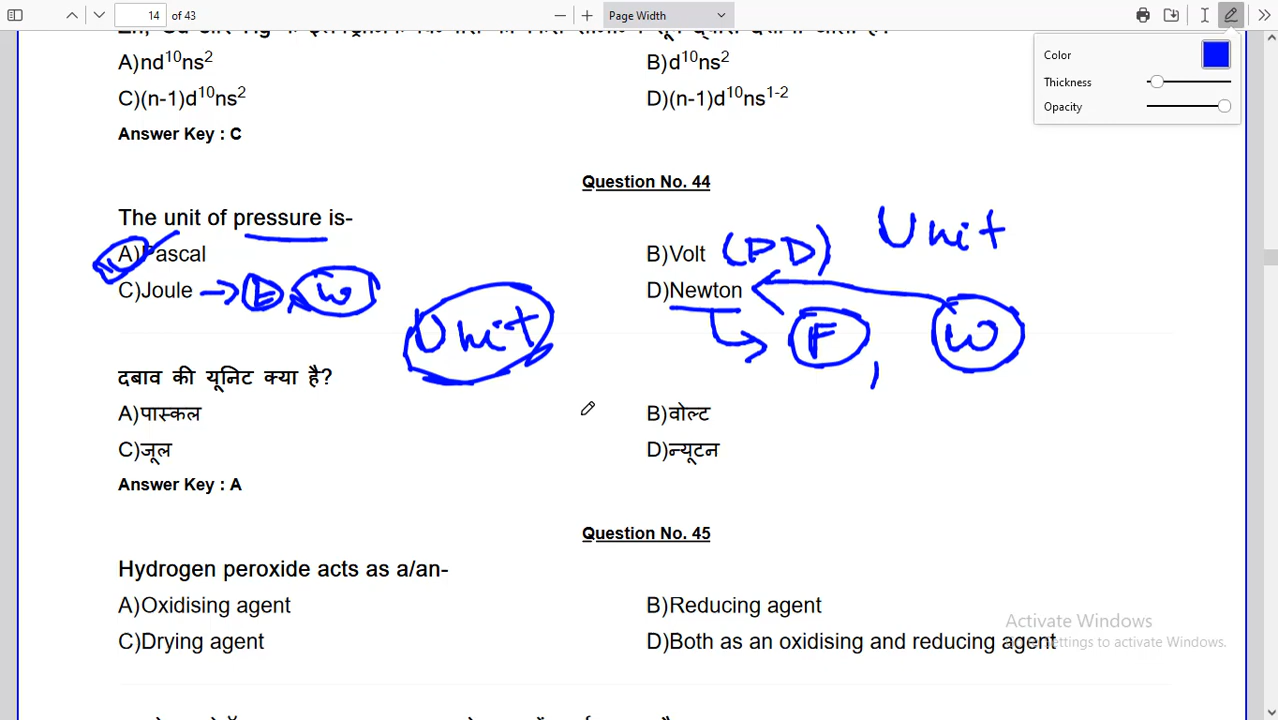 14 of 43
Page Width
Color
Thickness
Opacity
A)nd10ns2
B)d10ns2
C)(n-1)d10ns2
D)(n-1)d10ns1-2
Answer Key : C
Question No. 44
The unit of pressure is-
Unit
A)Pascal
B)Volt (PD)
C)Joule → E, W
D)Newton
Unit
F, W
दबाव की यूनिट क्या है?
A)पास्कल
B)वोल्ट
C)जूल
D)न्यूटन
Answer Key : A
Question No. 45
Hydrogen peroxide acts as a/an-
A)Oxidising agent
B)Reducing agent
Activate Windows
C)Drying agent
D)Both as an oxidising and reducing agent
Settings to activate Windows.